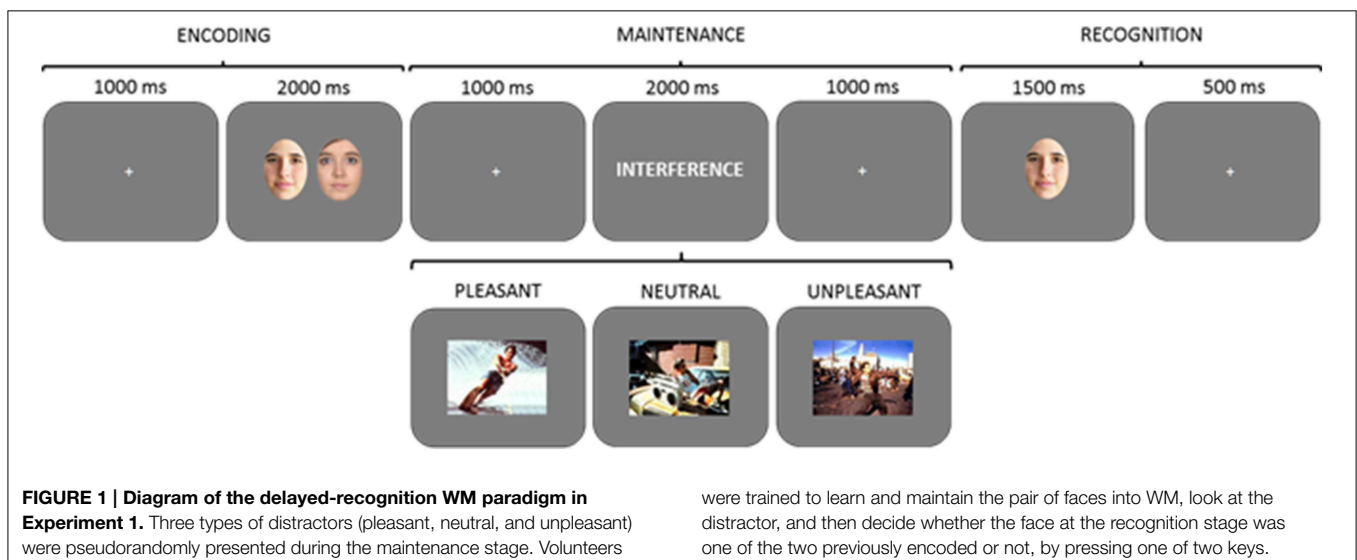 ENCODING MAINTENANCE RECOGNITION
1000 ms 2000 ms 1000 ms 2000 ms 1000 ms 1500 ms 500 ms
+ + INTERFERENCE + +
PLEASANT NEUTRAL UNPLEASANT
FIGURE 1 | Diagram of the delayed-recognition WM paradigm in
Experiment 1. Three types of distractors (pleasant, neutral, and unpleasant)
were pseudorandomly presented during the maintenance stage. Volunteers
were trained to learn and maintain the pair of faces into WM, look at the
distractor, and then decide whether the face at the recognition stage was
one of the two previously encoded or not, by pressing one of two keys.